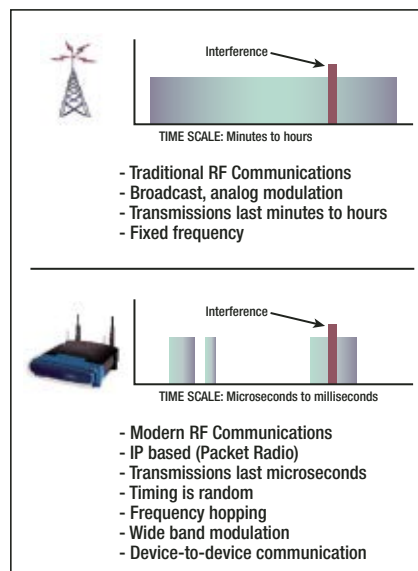 Interference
TIME SCALE: Minutes to hours
- Traditional RF Communications
- Broadcast, analog modulation
- Transmissions last minutes to hours
- Fixed frequency
Interference
TIME SCALE: Microseconds to milliseconds
- Modern RF Communications
- IP based (Packet Radio)
- Transmissions last microseconds
- Timing is random
- Frequency hopping
- Wide band modulation
- Device-to-device communication